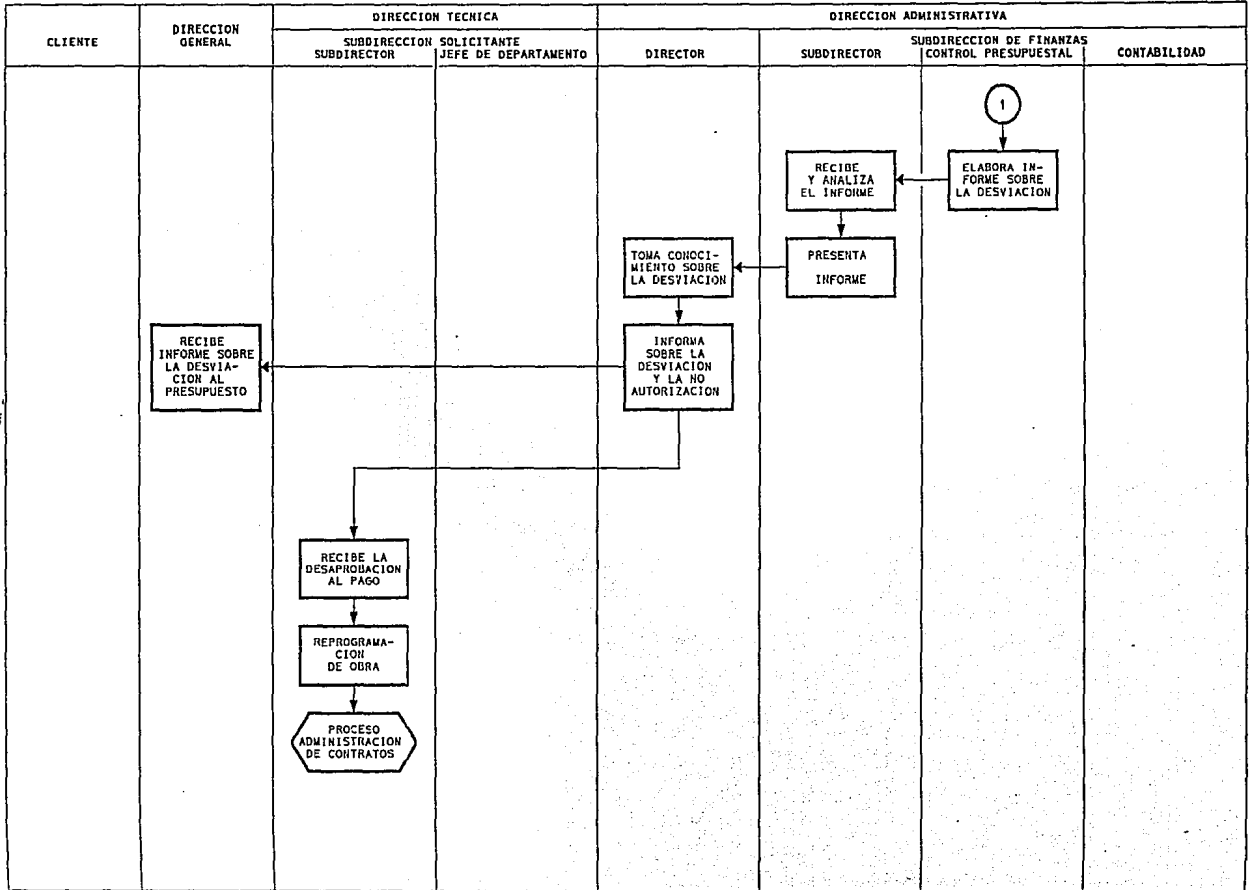 DIRECCION TECNICA
DIRECCION ADMINISTRATIVA
CLIENTE
DIRECCION
GENERAL
SUBDIRECCION SOLICITANTE
SUBDIRECTOR
JEFE DE DEPARTAMENTO
DIRECTOR
SUBDIRECTOR
SUBDIRECCION DE FINANZAS
CONTROL PRESUPUESTAL
CONTABILIDAD
1
ELABORA IN-
FORME SOBRE
LA DESVIACION
RECIBE
Y ANALIZA
EL INFORME
PRESENTA
INFORME
TOMA CONOCI-
MIENTO SOBRE
LA DESVIACION
INFORMA
SOBRE LA
DESVIACION
Y LA NO
AUTORIZACION
RECIBE
INFORME SOBRE
LA DESVIA-
CION AL
PRESUPUESTO
RECIBE LA
DESAPROBACION
AL PAGO
REPROGRAMA-
CION
DE OBRA
PROCESO
ADMINISTRACION
DE CONTRATOS